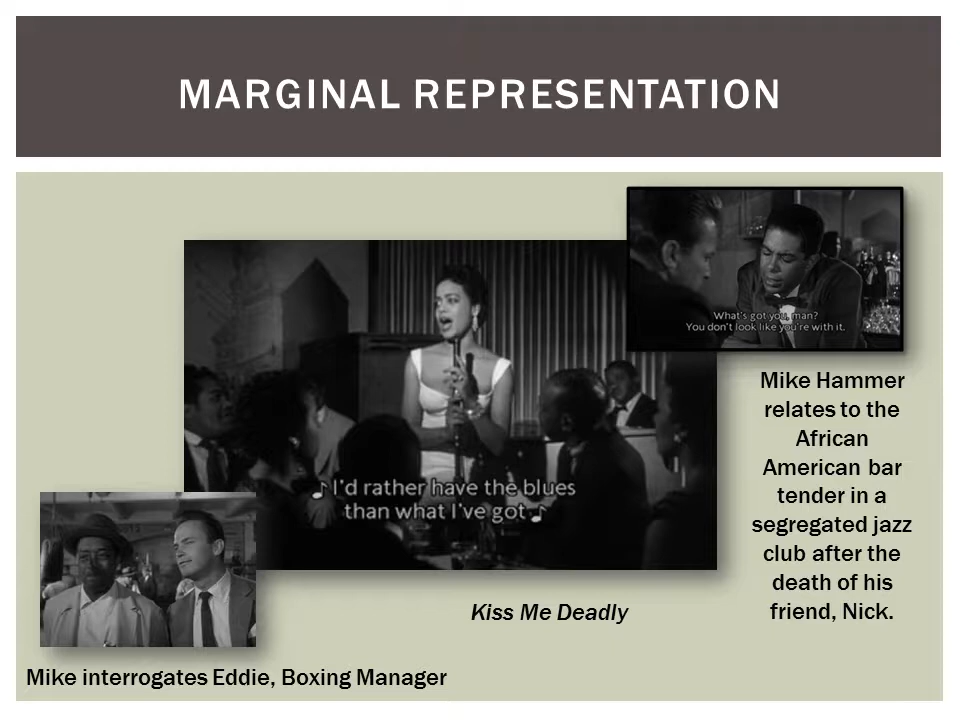 MARGINAL REPRESENTATION
What's got you, man?
You don't look like you're with it.
♪ I'd rather have the blues
than what I've got ♪
Mike Hammer
relates to the
African
American bar
tender in a
segregated jazz
club after the
death of his
friend, Nick.
Kiss Me Deadly
Mike interrogates Eddie, Boxing Manager